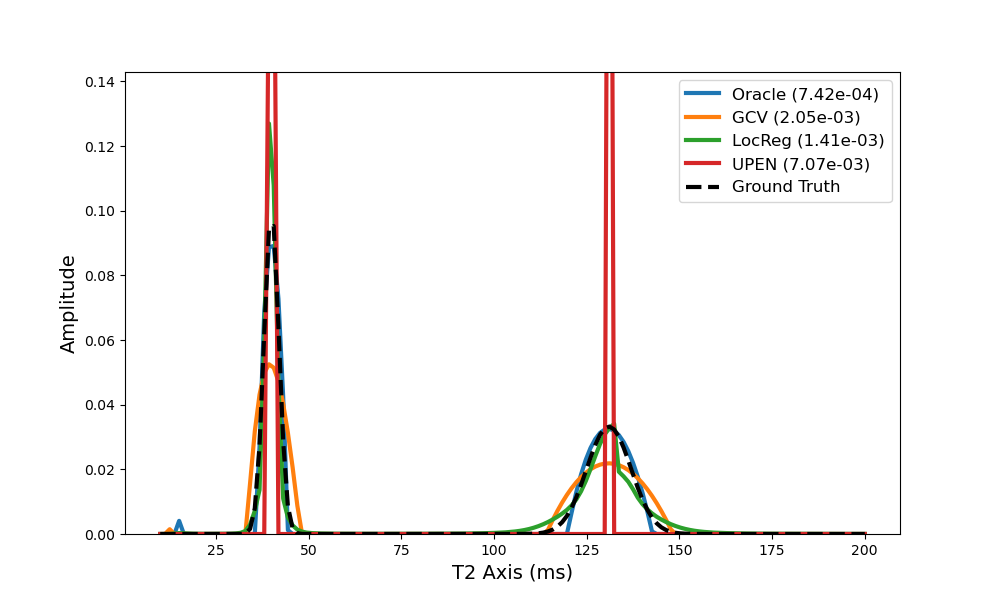 0.14
0.12
0.10
0.08
0.06
0.04
0.02
0.00
Amplitude
25
50
75
100
125
150
175
200
T2 Axis (ms)
Oracle (7.42e-04)
GCV (2.05e-03)
LocReg (1.41e-03)
UPEN (7.07e-03)
Ground Truth